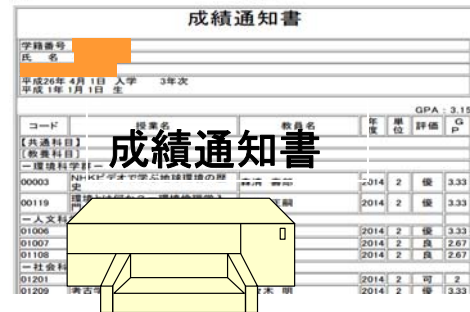 成績通知書
学籍番号
氏 名
平成26年 4月 1日 入学 3年次
平成 1年 1月 1日 生
GPA : 3.15
コード 授業名 教員名 年度 単位 評価 GP
【共通科目】
［教養科目］
－環境科学群－
成績通知書
00003 NHKビデオで学ぶ地球環境の歴史 2014 2 優 3.33
00119 2014 2 優 3.33
－人文科
01006 2014 2 優 3.33
01007 2014 2 良 2.67
01108 2014 2 良 2.67
－社会科
01201 2014 2 可 2
01209 考古学 木 明 2014 2 優 3.33